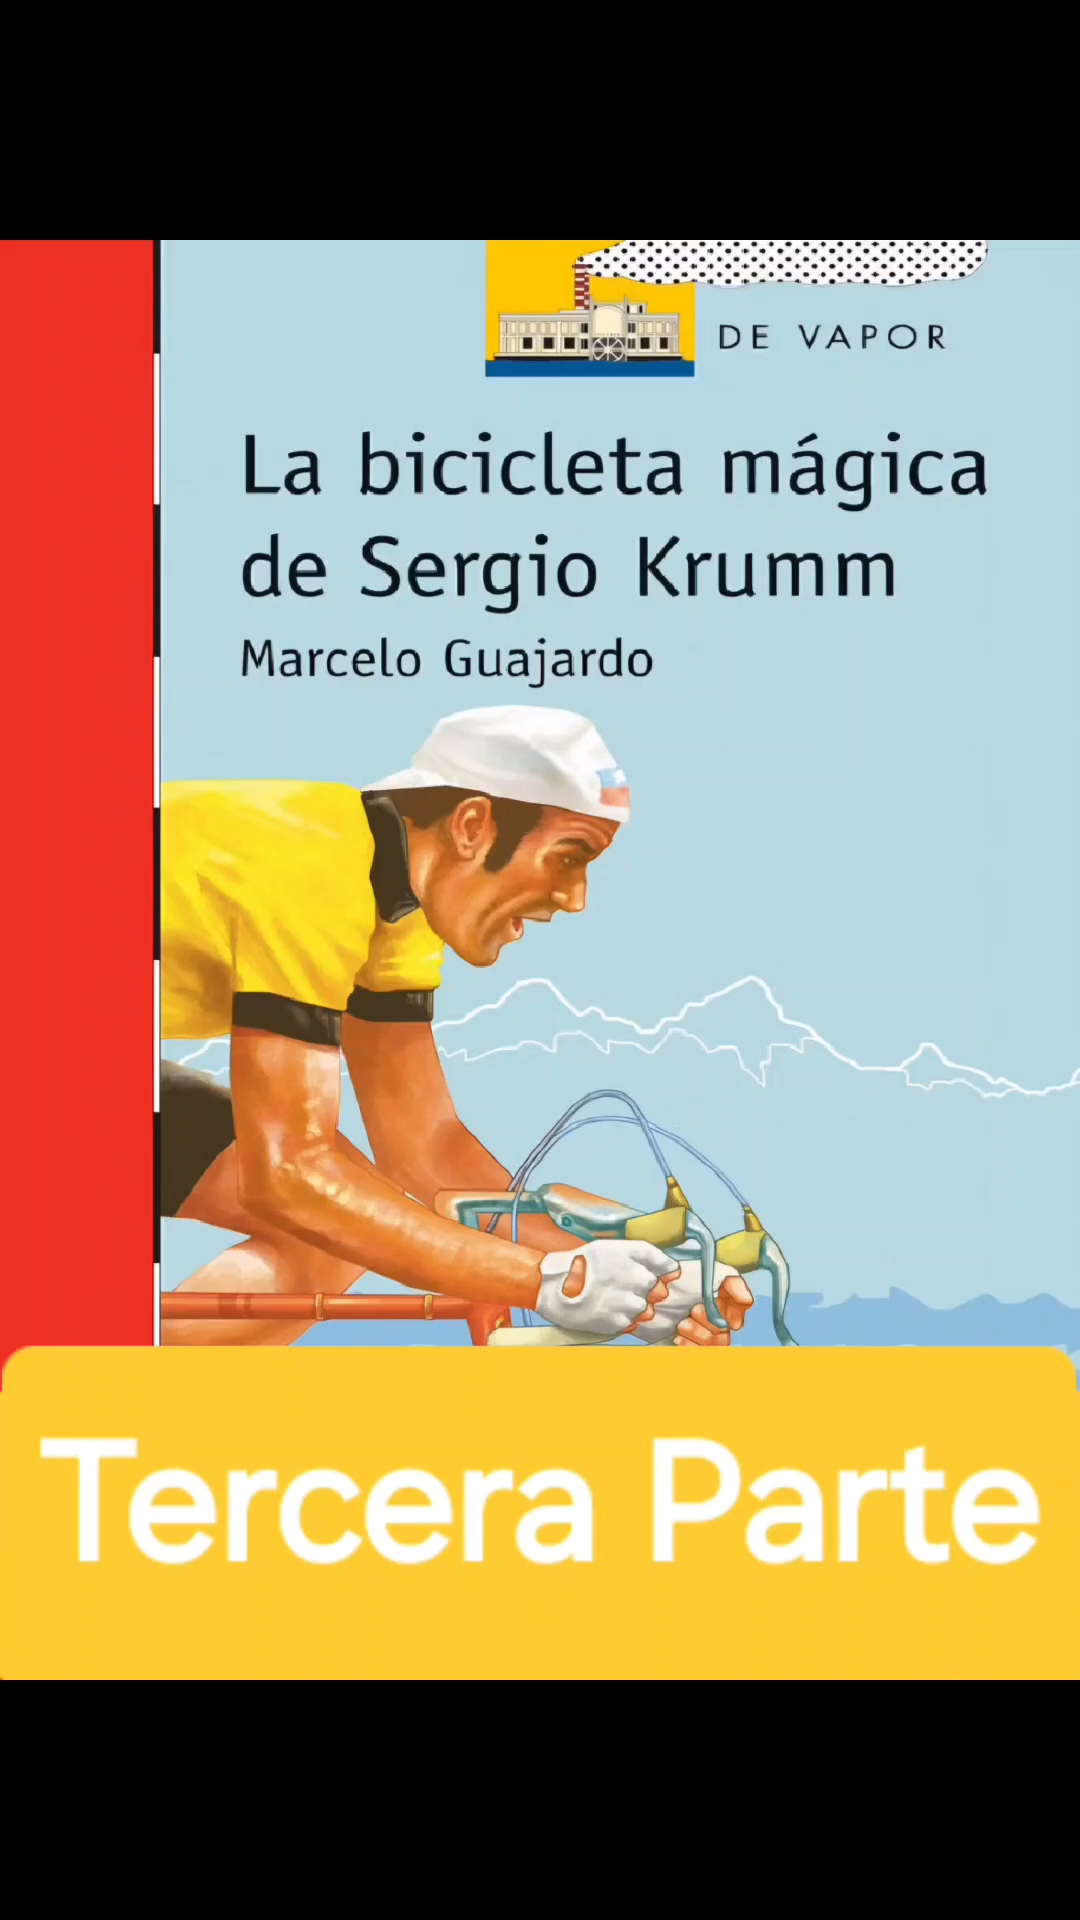 DE VAPOR
La bicicleta mágica
de Sergio Krumm
Marcelo Guajardo
Tercera Parte